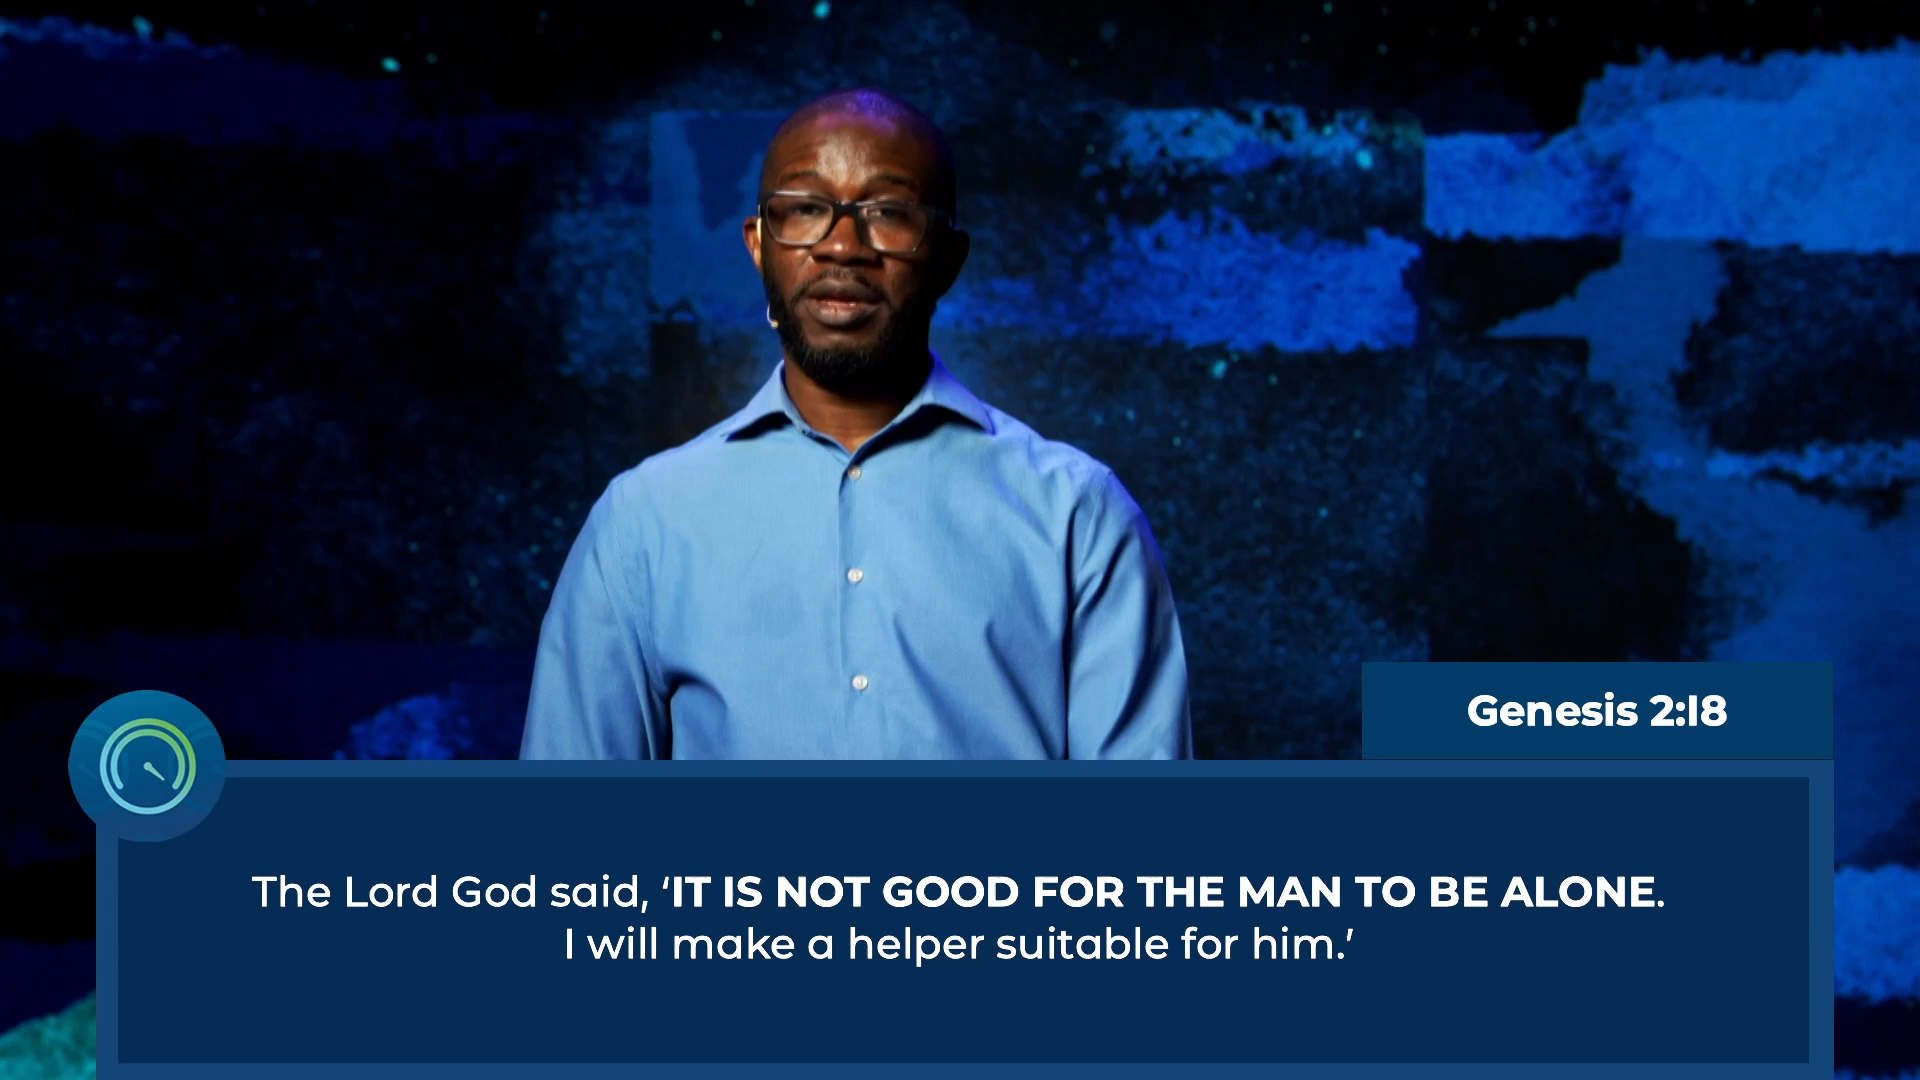 Genesis 2:18
The Lord God said, ‘IT IS NOT GOOD FOR THE MAN TO BE ALONE.
I will make a helper suitable for him.’